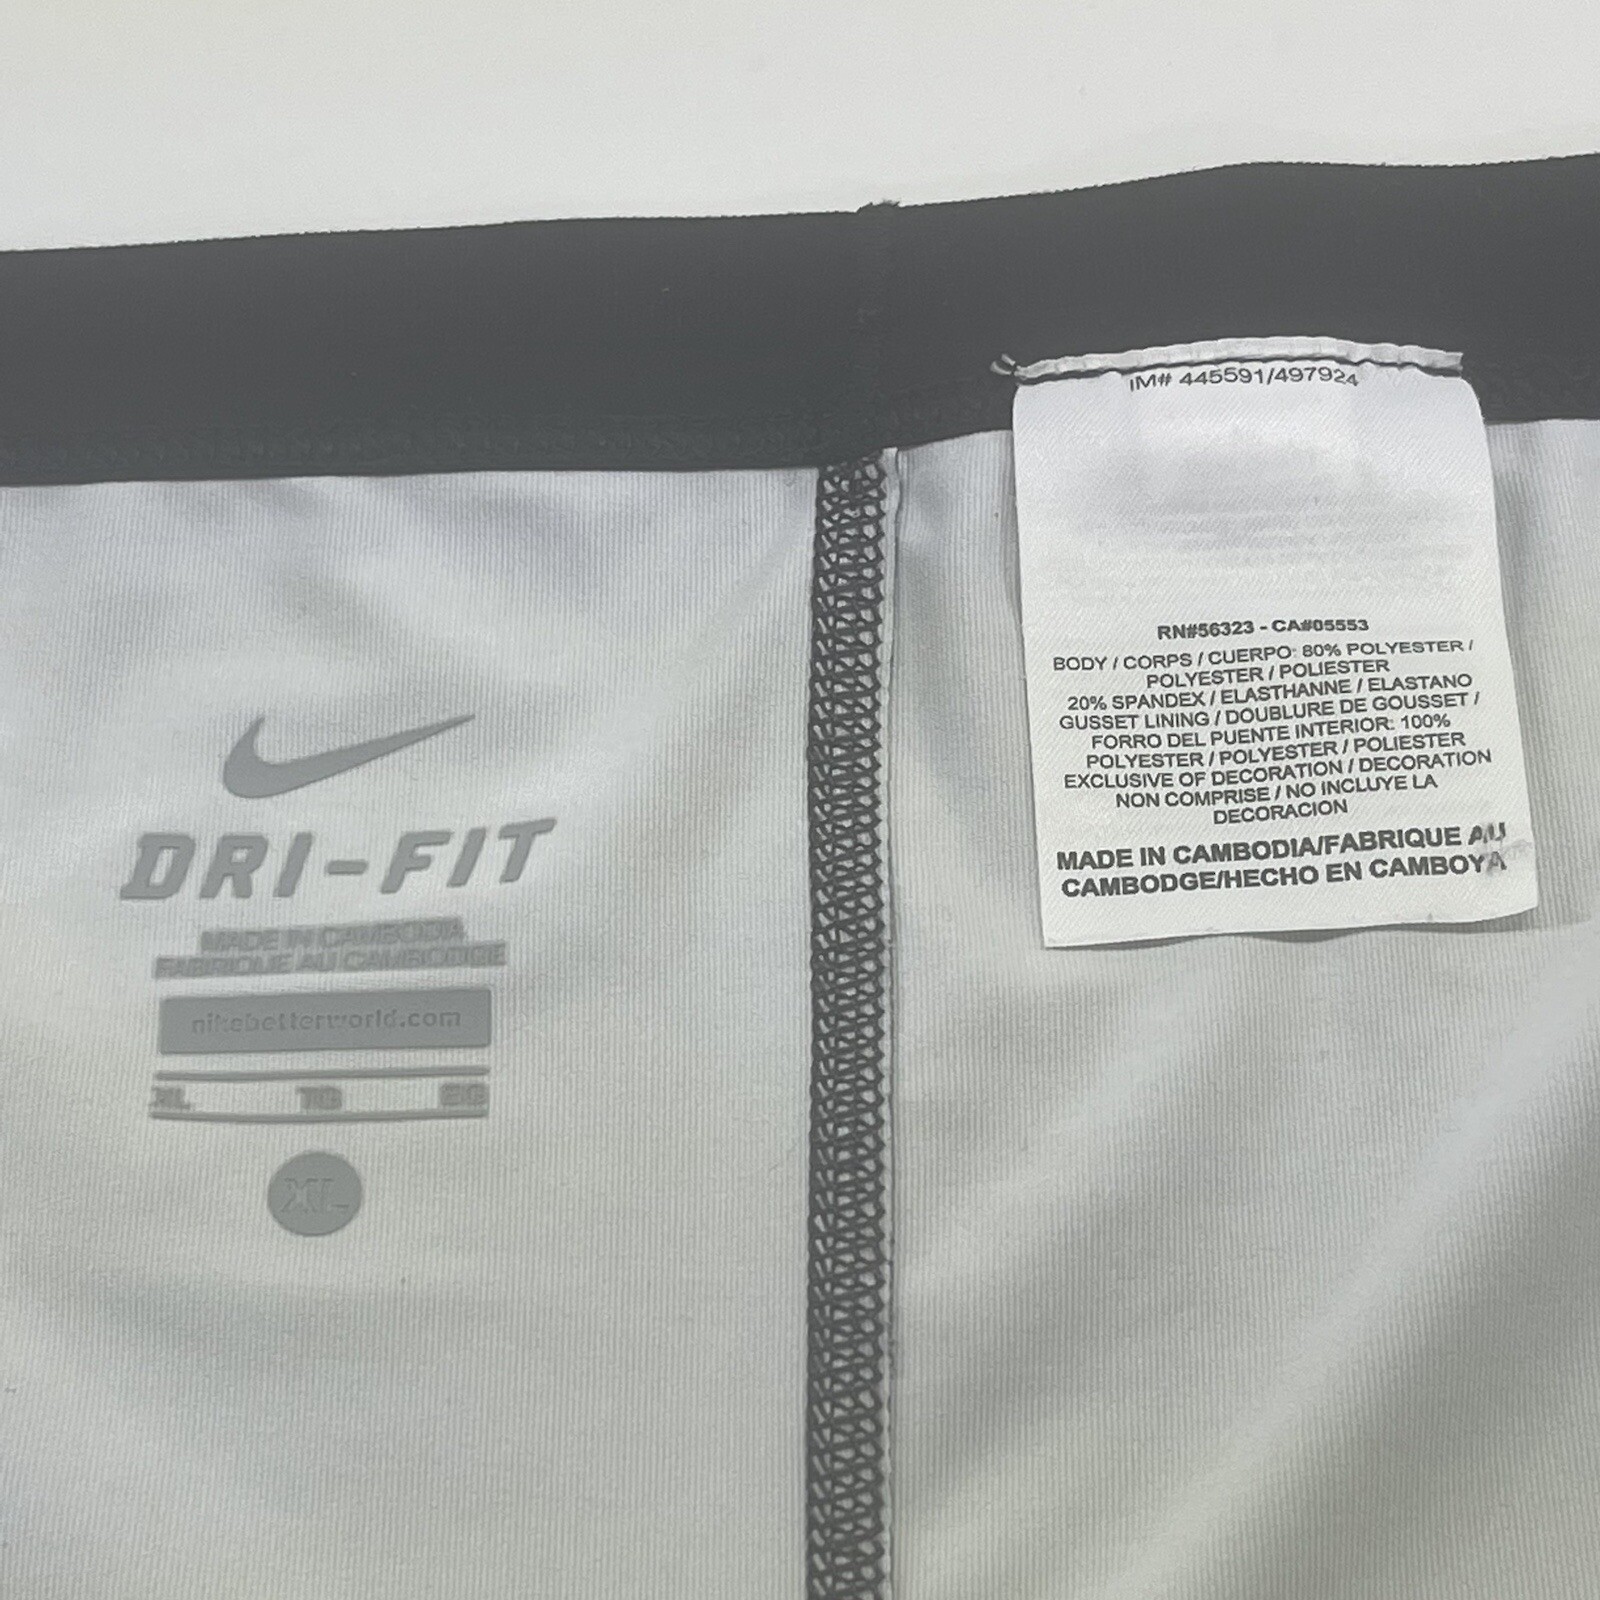 DRI-FIT
MADE IN CAMBODIA
FABRIQUE AU CAMBODGE
nikebetterworld.com
XL TG EG
XL
IM# 445591/497924
RN#56323 - CA#05553
BODY / CORPS / CUERPO: 80% POLYESTER /
POLYESTER / POLIESTER
20% SPANDEX / ELASTHANNE / ELASTANO
GUSSET LINING / DOUBLURE DE GOUSSET /
FORRO DEL PUENTE INTERIOR: 100%
POLYESTER / POLYESTER / POLIESTER
EXCLUSIVE OF DECORATION / DECORATION
NON COMPRISE / NO INCLUYE LA
DECORACION
MADE IN CAMBODIA/FABRIQUE AU
CAMBODGE/HECHO EN CAMBOYA